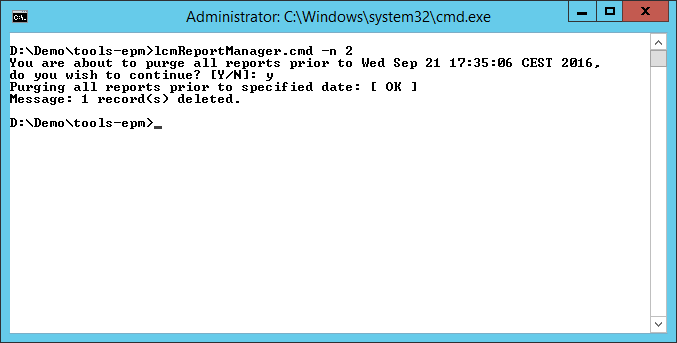 Administrator: C:\Windows\system32\cmd.exe
D:\Demo\tools-epm>lcmReportManager.cmd -n 2
You are about to purge all reports prior to Wed Sep 21 17:35:06 CEST 2016,
do you wish to continue? [Y/N]: y
Purging all reports prior to specified date: [ OK ]
Message: 1 record(s) deleted.
D:\Demo\tools-epm>_